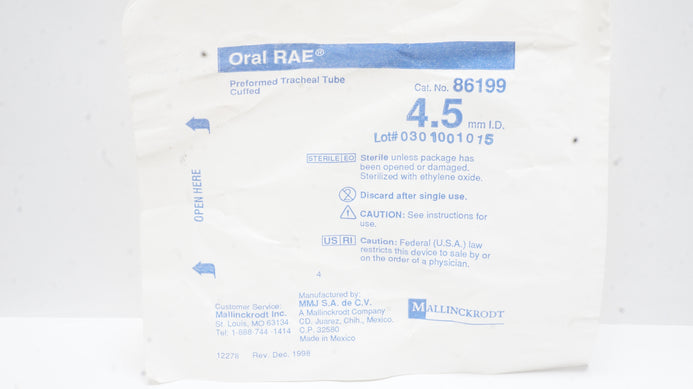 Oral RAE®
Preformed Tracheal Tube
Cuffed
Cat. No. 86199
4.5 mm I.D.
Lot# 0301001015
OPEN HERE
STERILE EO
Sterile unless package has
been opened or damaged.
Sterilized with ethylene oxide.
Discard after single use.
CAUTION: See instructions for
use.
US RI
Caution: Federal (U.S.A.) law
restricts this device to sale by or
on the order of a physician.
4
Customer Service:
Mallinckrodt Inc.
St. Louis, MO 63134
Tel: 1-888-744-1414
Manufactured by:
MMJ S.A. de C.V.
A Mallinckrodt Company
CD. Juarez, Chih., Mexico.
C.P. 32580
Made in Mexico
M MALLINCKRODT
12278 Rev. Dec. 1998